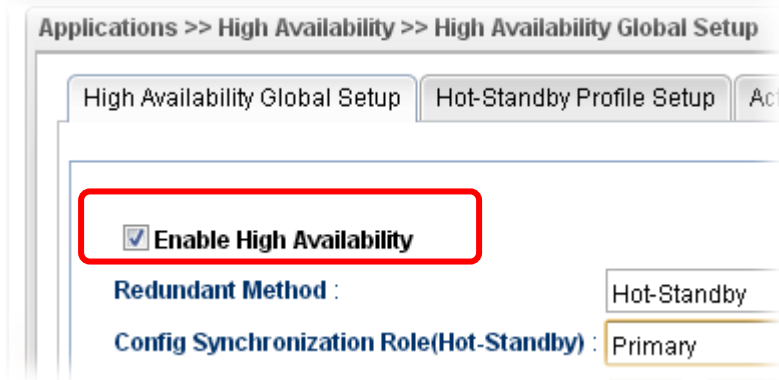 Applications >> High Availability >> High Availability Global Setup
High Availability Global Setup Hot-Standby Profile Setup
Enable High Availability
Redundant Method : Hot-Standby
Config Synchronization Role(Hot-Standby) : Primary